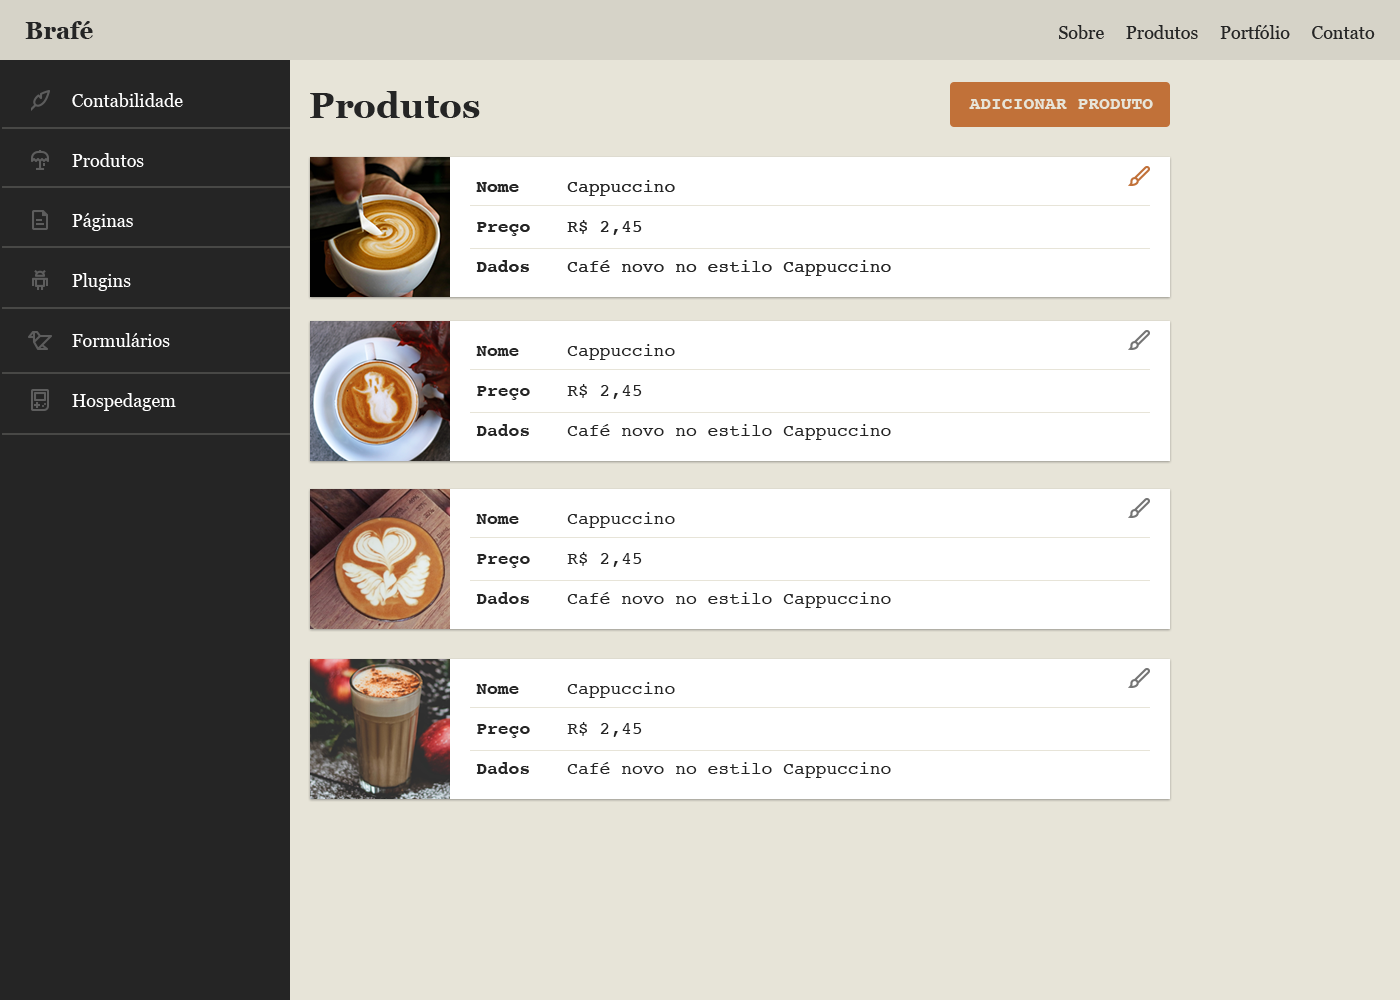 Brafé
Sobre Produtos Portfólio Contato
Contabilidade
Produtos
Páginas
Plugins
Formulários
Hospedagem
Produtos
ADICIONAR PRODUTO
Nome Cappuccino
Preço R$ 2,45
Dados Café novo no estilo Cappuccino
Nome Cappuccino
Preço R$ 2,45
Dados Café novo no estilo Cappuccino
Nome Cappuccino
Preço R$ 2,45
Dados Café novo no estilo Cappuccino
Nome Cappuccino
Preço R$ 2,45
Dados Café novo no estilo Cappuccino